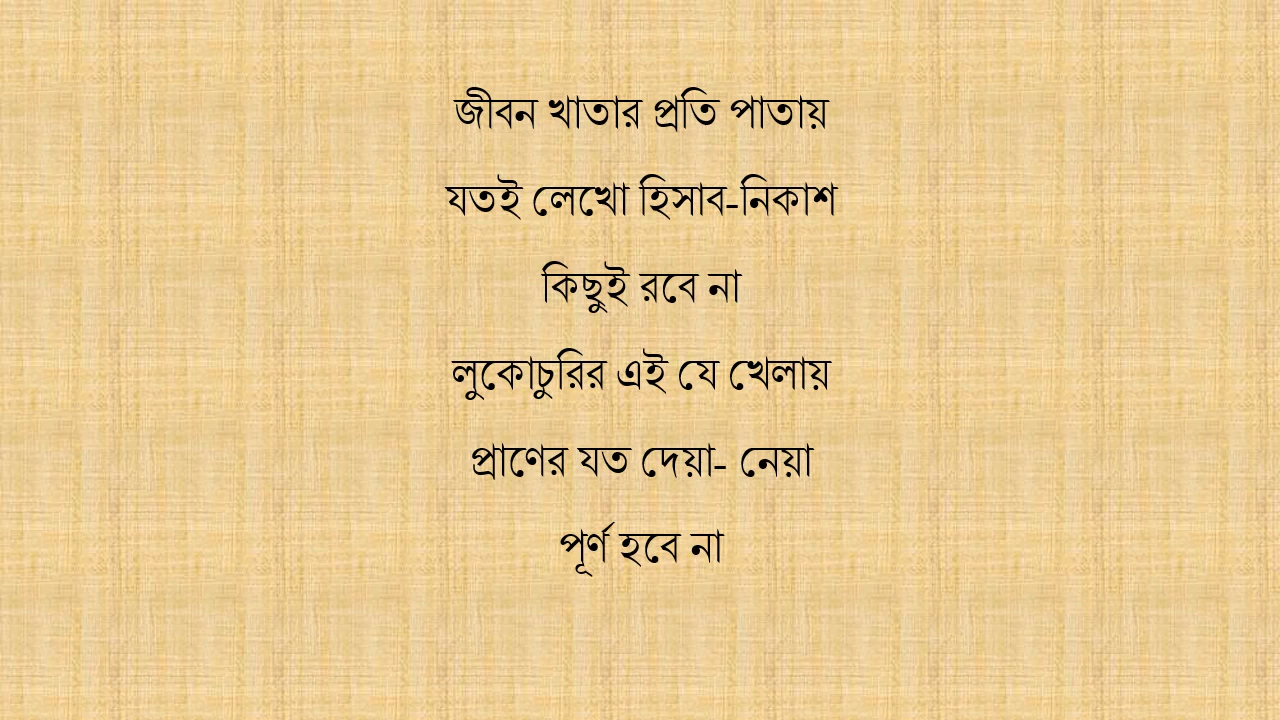 জীবন খাতার প্রতি পাতায়
যতই লেখো হিসাব-নিকাশ
কিছুই রবে না
লুকোচুরির এই যে খেলায়
প্রাণের যত দেয়া- নেয়া
পূর্ণ হবে না